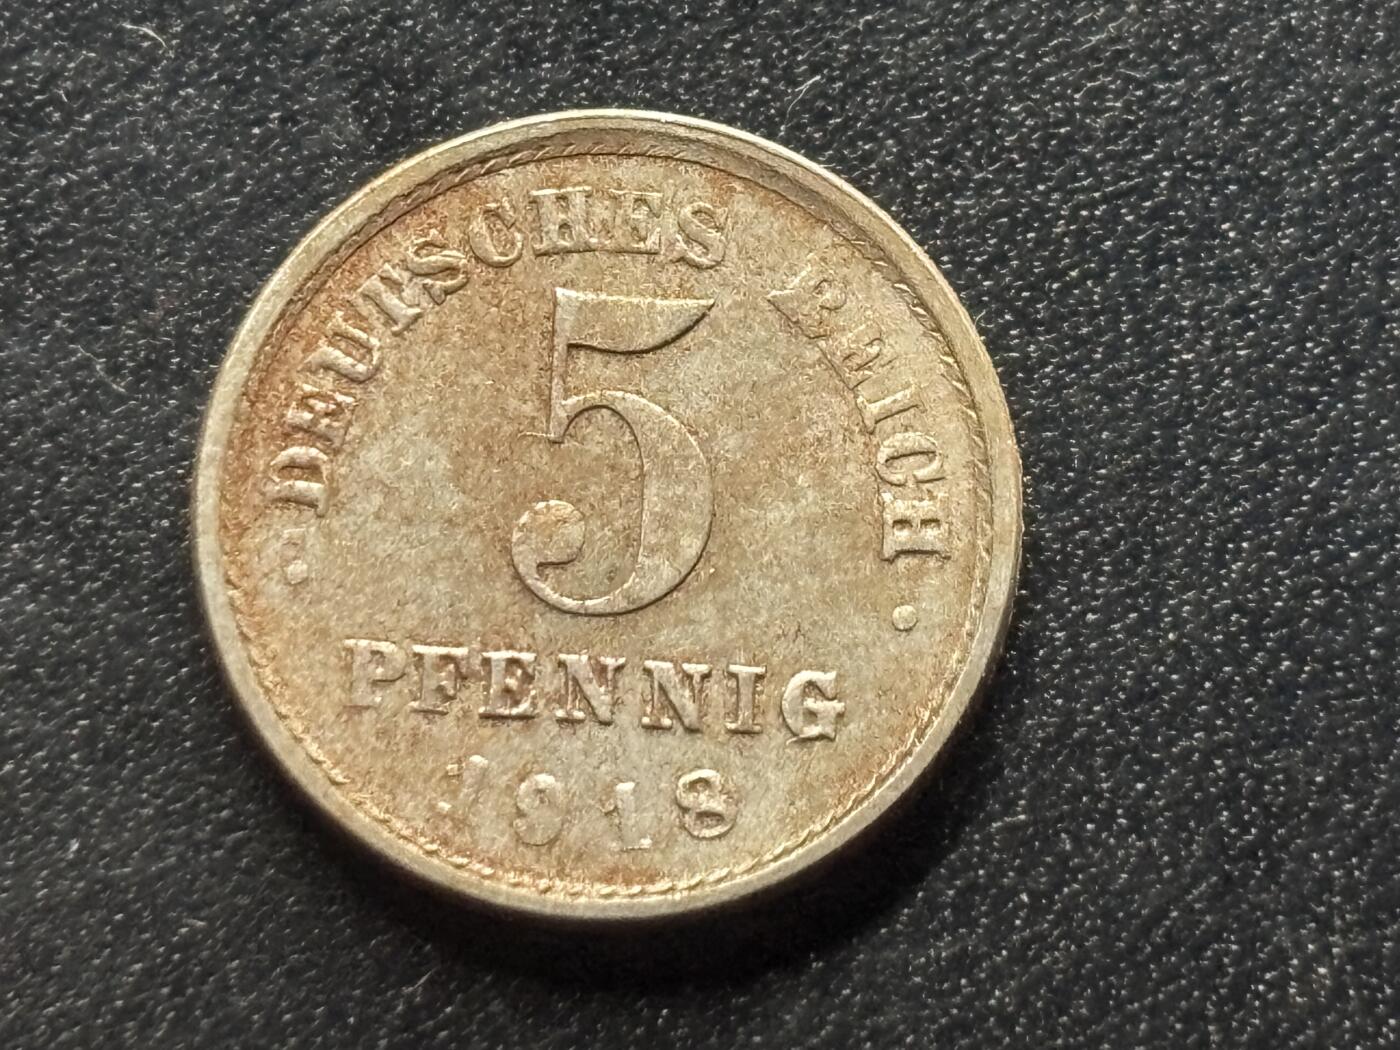 · DEUTSCHES REICH ·
5
PFENNIG
1918